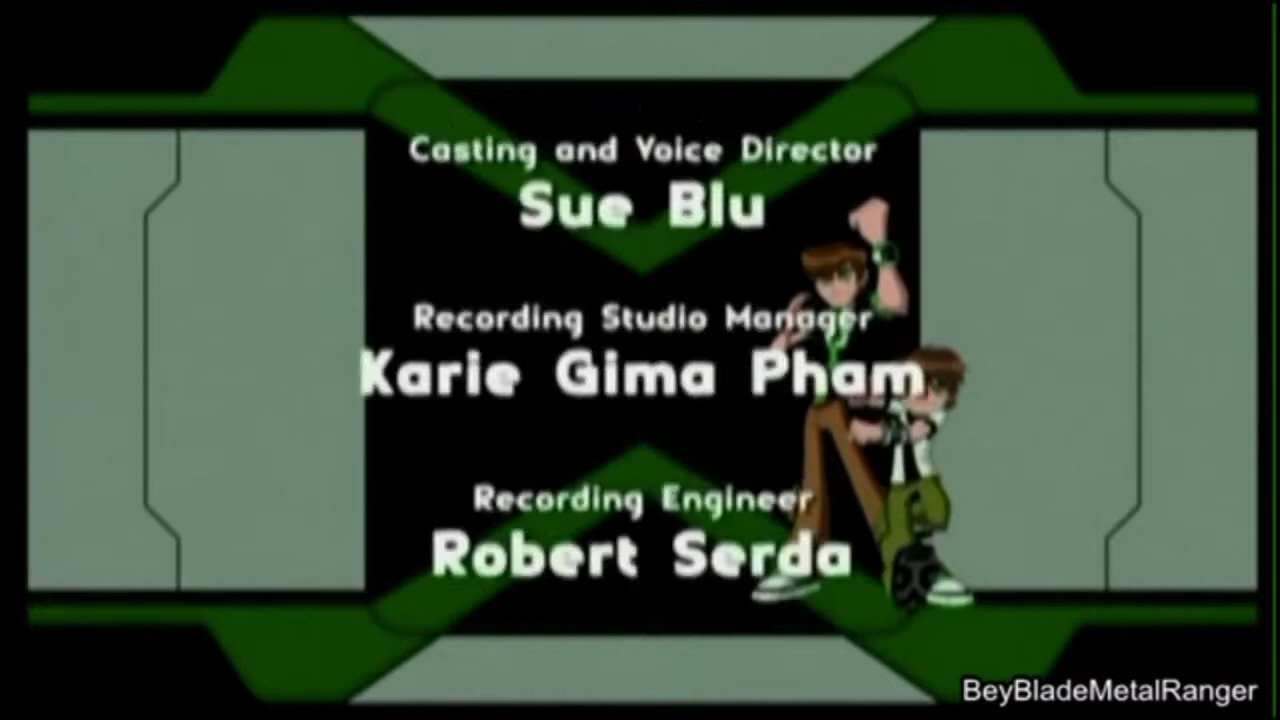 Casting and Voice Director
Sue Blu
Recording Studio Manager
Karie Gima Pham
Recording Engineer
Robert Serda
BeyBladeMetalRanger